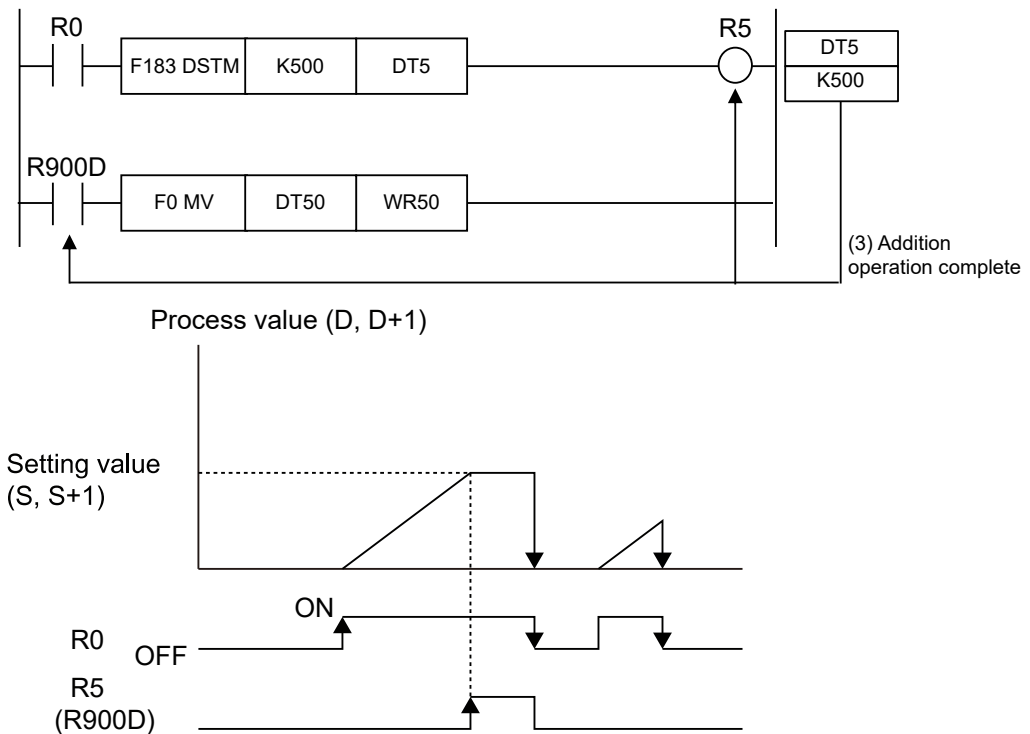 R0
F183 DSTM K500 DT5
R5
DT5
K500
R900D
F0 MV DT50 WR50
(3) Addition
operation complete
Process value (D, D+1)
Setting value
(S, S+1)
ON
R0 OFF
R5
(R900D)